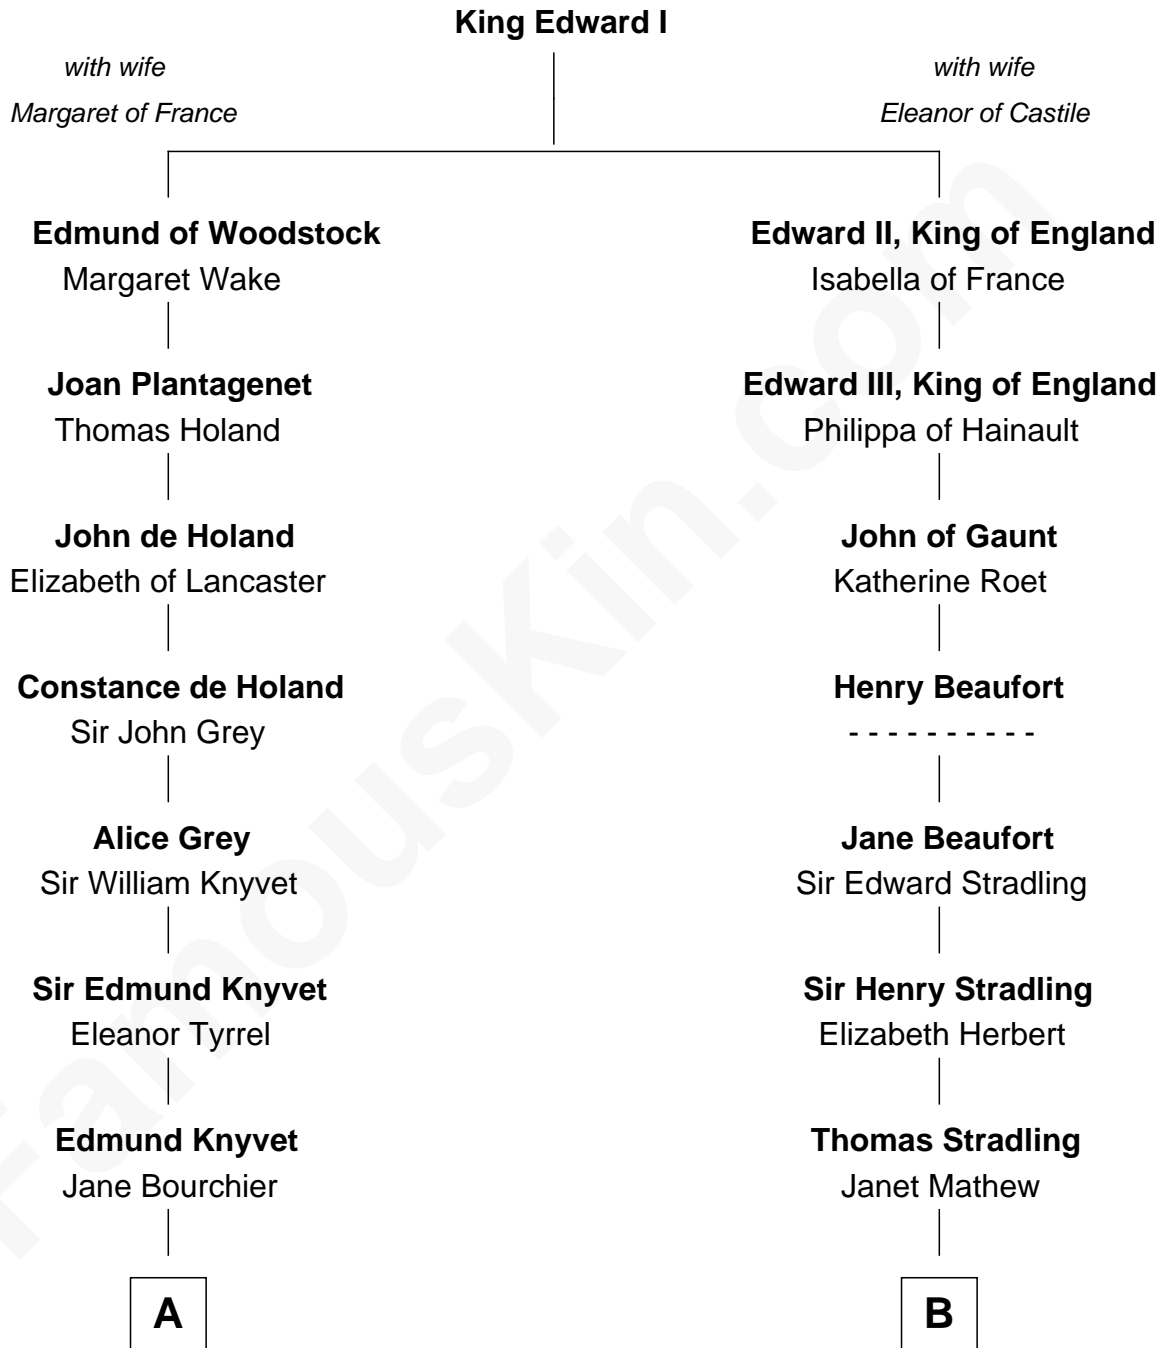 King Edward I
with wife
Margaret of France
with wife
Eleanor of Castile
Edmund of Woodstock
Margaret Wake
Edward II, King of England
Isabella of France
Joan Plantagenet
Thomas Holand
Edward III, King of England
Philippa of Hainault
John de Holand
Elizabeth of Lancaster
John of Gaunt
Katherine Roet
Constance de Holand
Sir John Grey
Henry Beaufort
- - - - - - - - - -
Alice Grey
Sir William Knyvet
Jane Beaufort
Sir Edward Stradling
Sir Edmund Knyvet
Eleanor Tyrrel
Sir Henry Stradling
Elizabeth Herbert
Edmund Knyvet
Jane Bourchier
Thomas Stradling
Janet Mathew
A
B
FamousKin.com